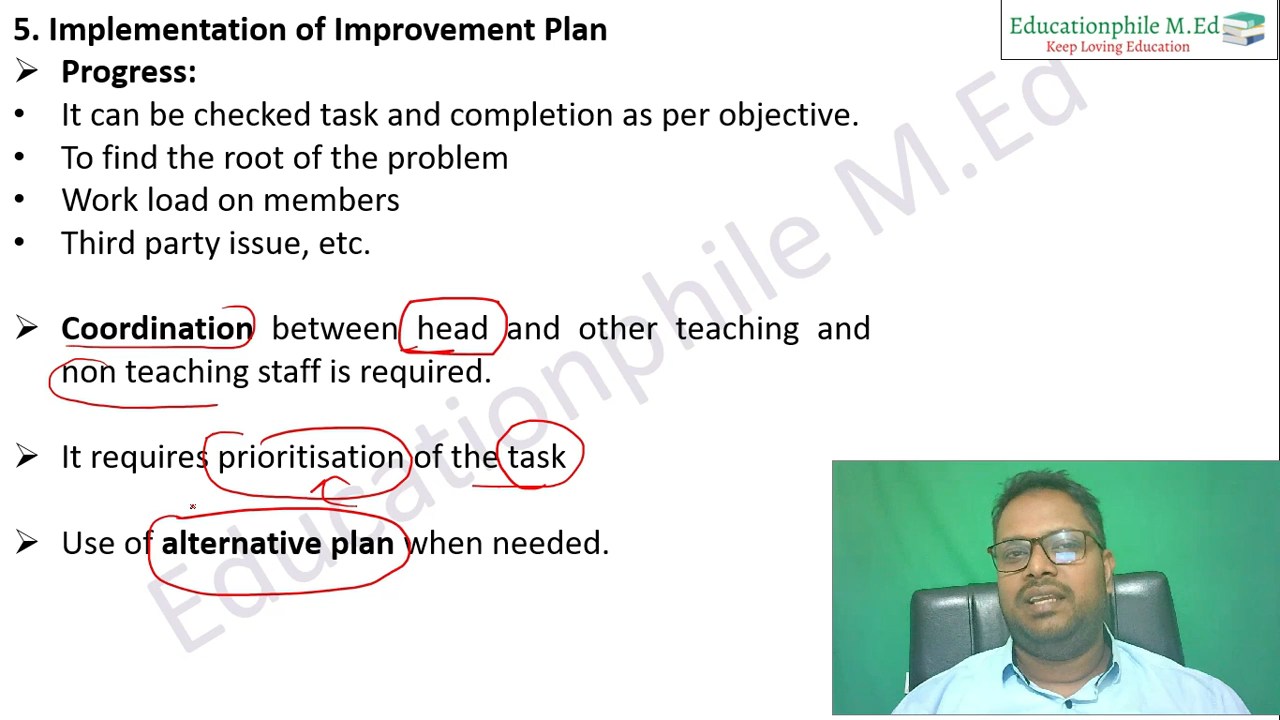 5. Implementation of Improvement Plan
Educationphile M.Ed
Keep Loving Education
➢ Progress:
• It can be checked task and completion as per objective.
• To find the root of the problem
• Work load on members
• Third party issue, etc.
➢ Coordination between head and other teaching and
non teaching staff is required.
➢ It requires prioritisation of the task
➢ Use of alternative plan when needed.
Educationphile M.Ed